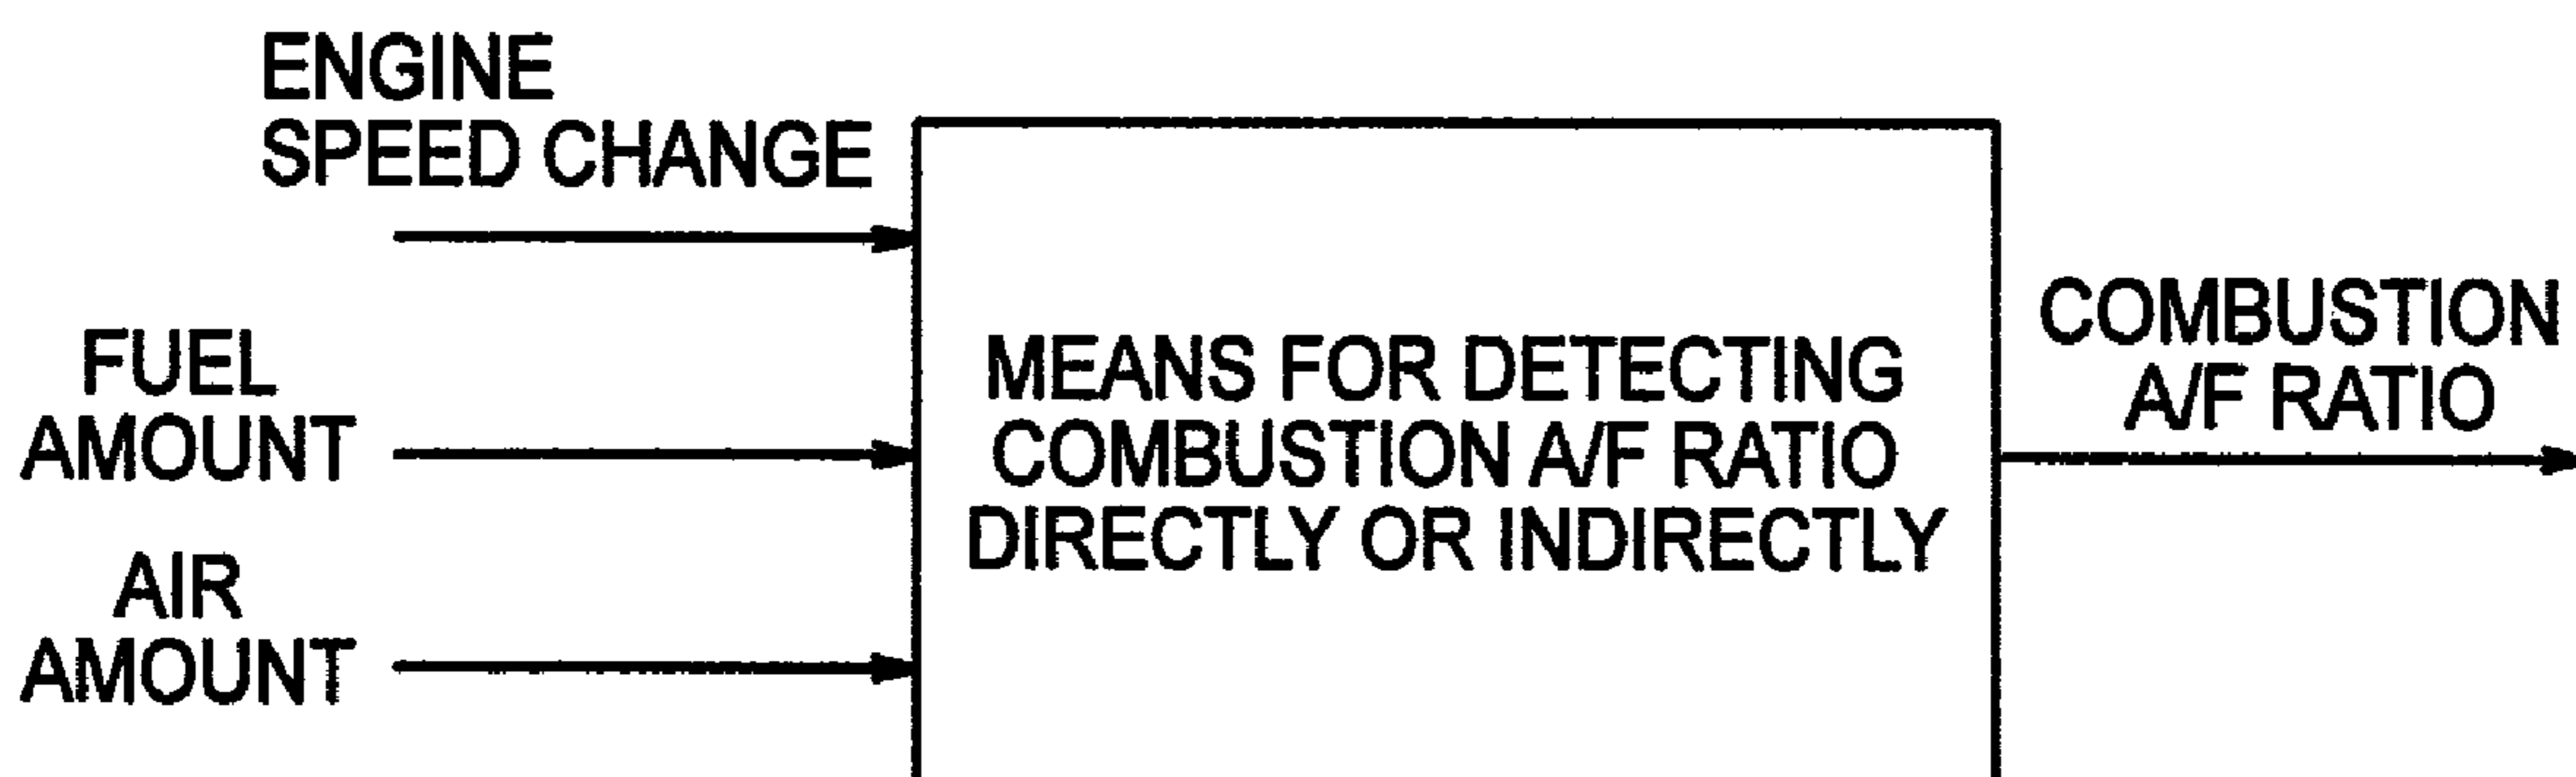 ENGINE
SPEED CHANGE
FUEL
AMOUNT
AIR
AMOUNT
MEANS FOR DETECTING
COMBUSTION A/F RATIO
DIRECTLY OR INDIRECTLY
COMBUSTION
A/F RATIO